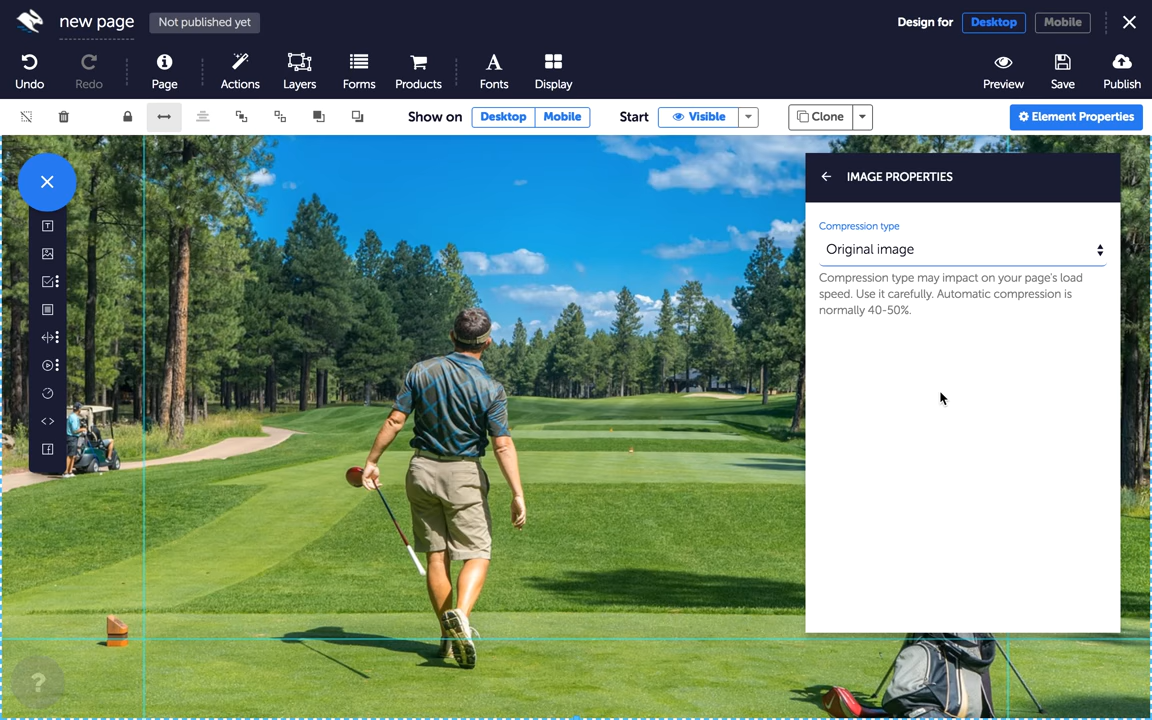 new page
Not published yet
Design for
Desktop
Mobile
Undo
Redo
Page
Actions
Layers
Forms
Products
Fonts
Display
Preview
Save
Publish
Show on
Desktop
Mobile
Start
Visible
Clone
Element Properties
IMAGE PROPERTIES
Compression type
Original image
Compression type may impact on your page's load
speed. Use it carefully. Automatic compression is
normally 40-50%.
?